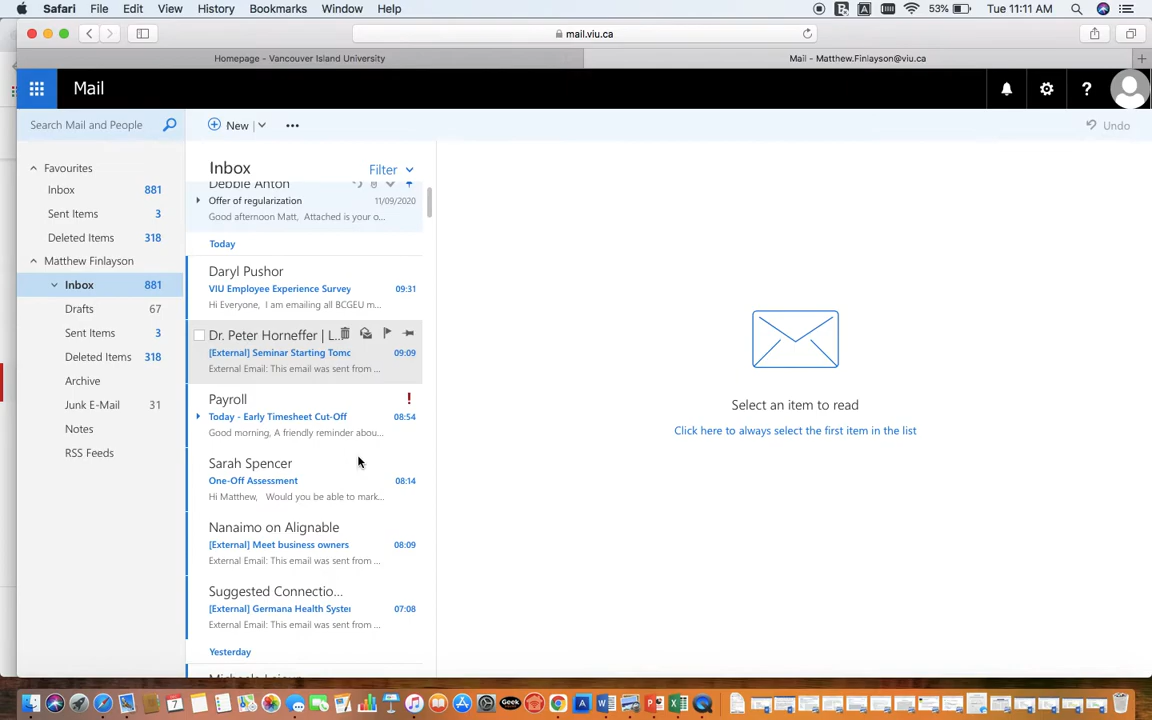 Safari File Edit View History Bookmarks Window Help 53% Tue 11:11 AM
mail.viu.ca
Homepage - Vancouver Island University Mail - Matthew.Finlayson@viu.ca
Mail ?
Search Mail and People New Undo
Favourites
Inbox 881
Sent Items 3
Deleted Items 318
Matthew Finlayson
Inbox 881
Drafts 67
Sent Items 3
Deleted Items 318
Archive
Junk E-Mail 31
Notes
RSS Feeds
Inbox Filter
Debbie Anton
Offer of regularization 11/09/2020
Good afternoon Matt, Attached is your o...
Today
Daryl Pushor
VIU Employee Experience Survey 09:31
Hi Everyone, I am emailing all BCGEU m...
Dr. Peter Horneffer | L...
[External] Seminar Starting Tomo 09:09
External Email: This email was sent from ...
Payroll !
Today - Early Timesheet Cut-Off 08:54
Good morning, A friendly reminder abou...
Sarah Spencer
One-Off Assessment 08:14
Hi Matthew, Would you be able to mark...
Nanaimo on Alignable
[External] Meet business owners 08:09
External Email: This email was sent from ...
Suggested Connectio...
[External] Germana Health System 07:08
External Email: This email was sent from ...
Yesterday
Select an item to read
Click here to always select the first item in the list